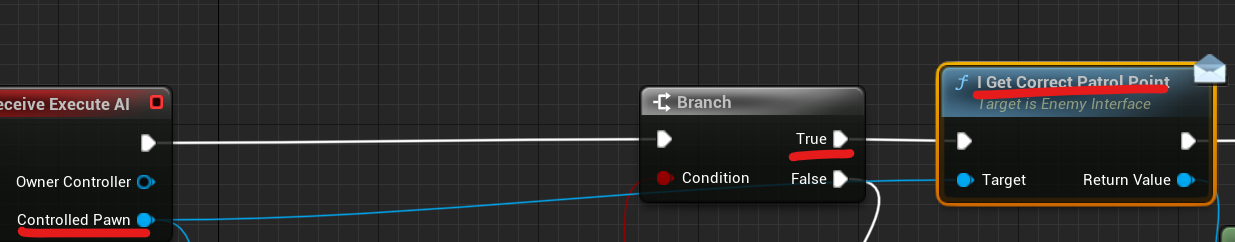 eceive Execute AI
Owner Controller
Controlled Pawn
Branch
True
Condition
False
f I Get Correct Patrol Point
Target is Enemy Interface
Target
Return Value